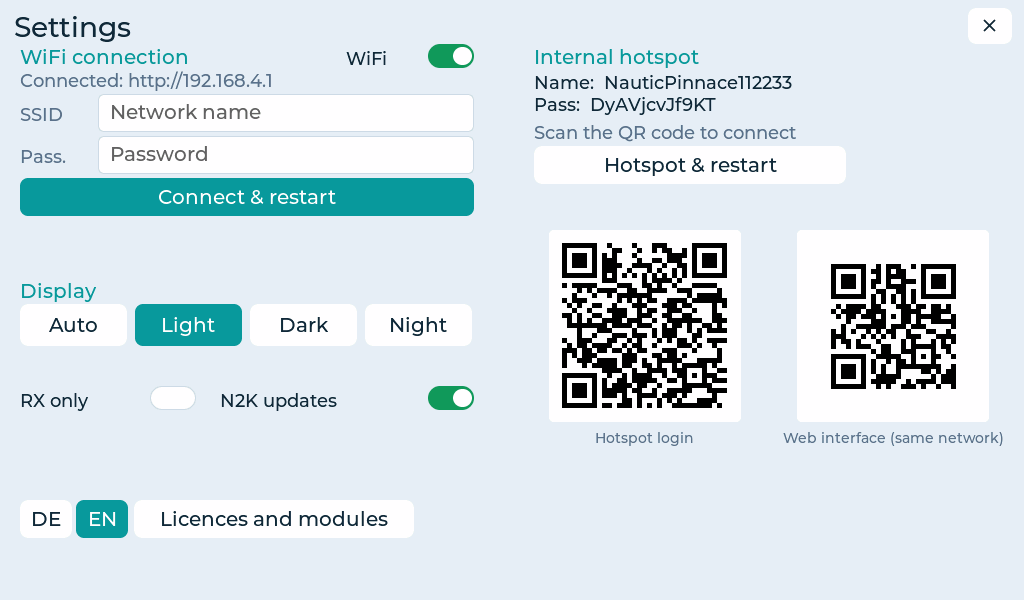 Settings
×
WiFi connection
WiFi
Connected: http://192.168.4.1
SSID
Network name
Pass.
Password
Connect & restart
Internal hotspot
Name: NauticPinnace112233
Pass: DyAVjcvJf9KT
Scan the QR code to connect
Hotspot & restart
Hotspot login
Web interface (same network)
Display
Auto
Light
Dark
Night
RX only
N2K updates
DE
EN
Licences and modules